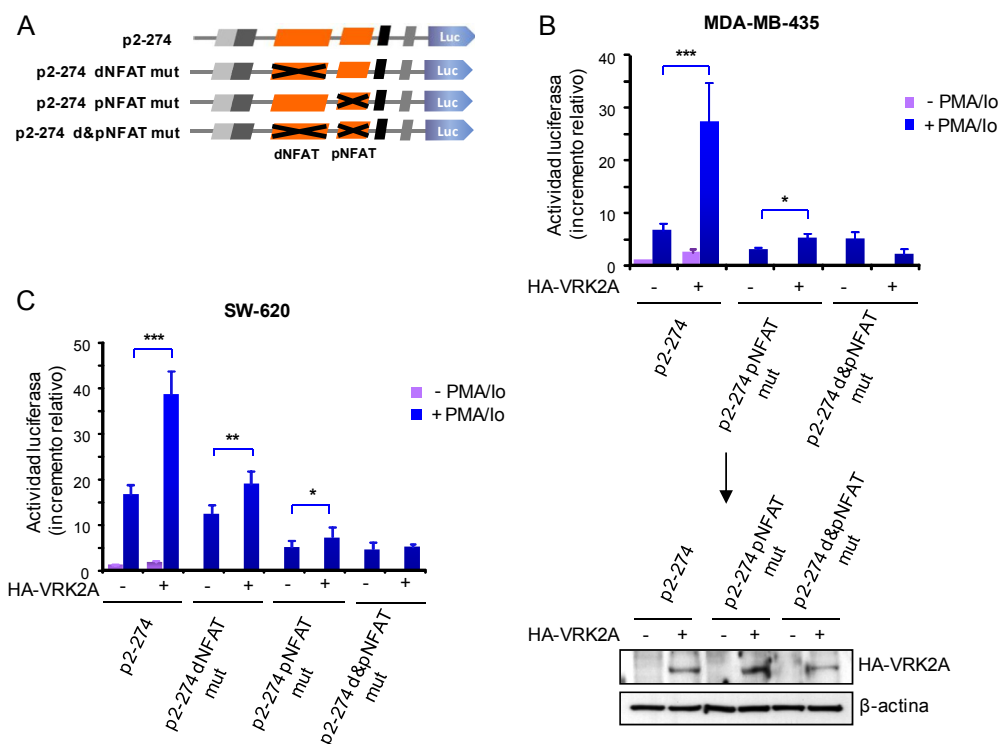 A
p2-274
Luc
p2-274 dNFAT mut
Luc
p2-274 pNFAT mut
Luc
p2-274 d&pNFAT mut
Luc
dNFAT pNFAT
B
MDA-MB-435
Actividad luciferasa
(incremento relativo)
40
30
20
10
0
***
*
- PMA/Io
+ PMA/Io
HA-VRK2A - + - + - +
p2-274
p2-274 pNFAT
mut
p2-274 d&pNFAT
mut
p2-274
p2-274 pNFAT
mut
p2-274 d&pNFAT
mut
HA-VRK2A - + - + - +
HA-VRK2A
β-actina
C
SW-620
Actividad luciferasa
(incremento relativo)
50
40
30
20
10
0
***
**
*
- PMA/Io
+ PMA/Io
HA-VRK2A - + - + - + - +
p2-274
p2-274 dNFAT
mut
p2-274 pNFAT
mut
p2-274 d&pNFAT
mut